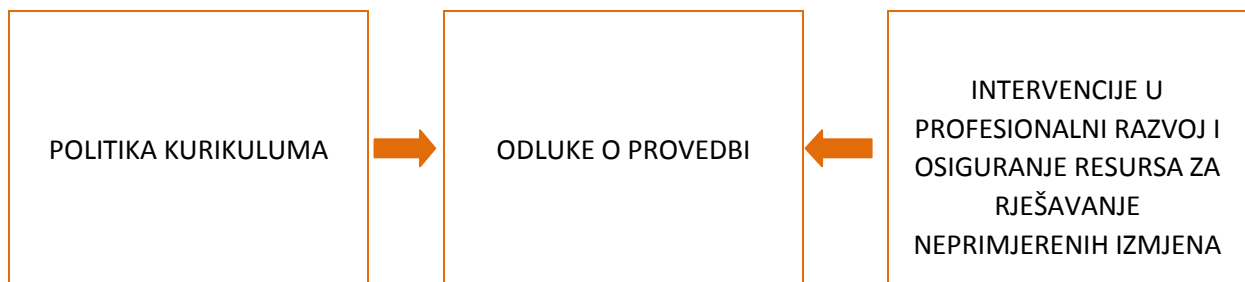 POLITIKA KURIKULUMA
ODLUKE O PROVEDBI
INTERVENCIJE U
PROFESIONALNI RAZVOJ I
OSIGURANJE RESURSA ZA
RJEŠAVANJE
NEPRIMJERENIH IZMJENA